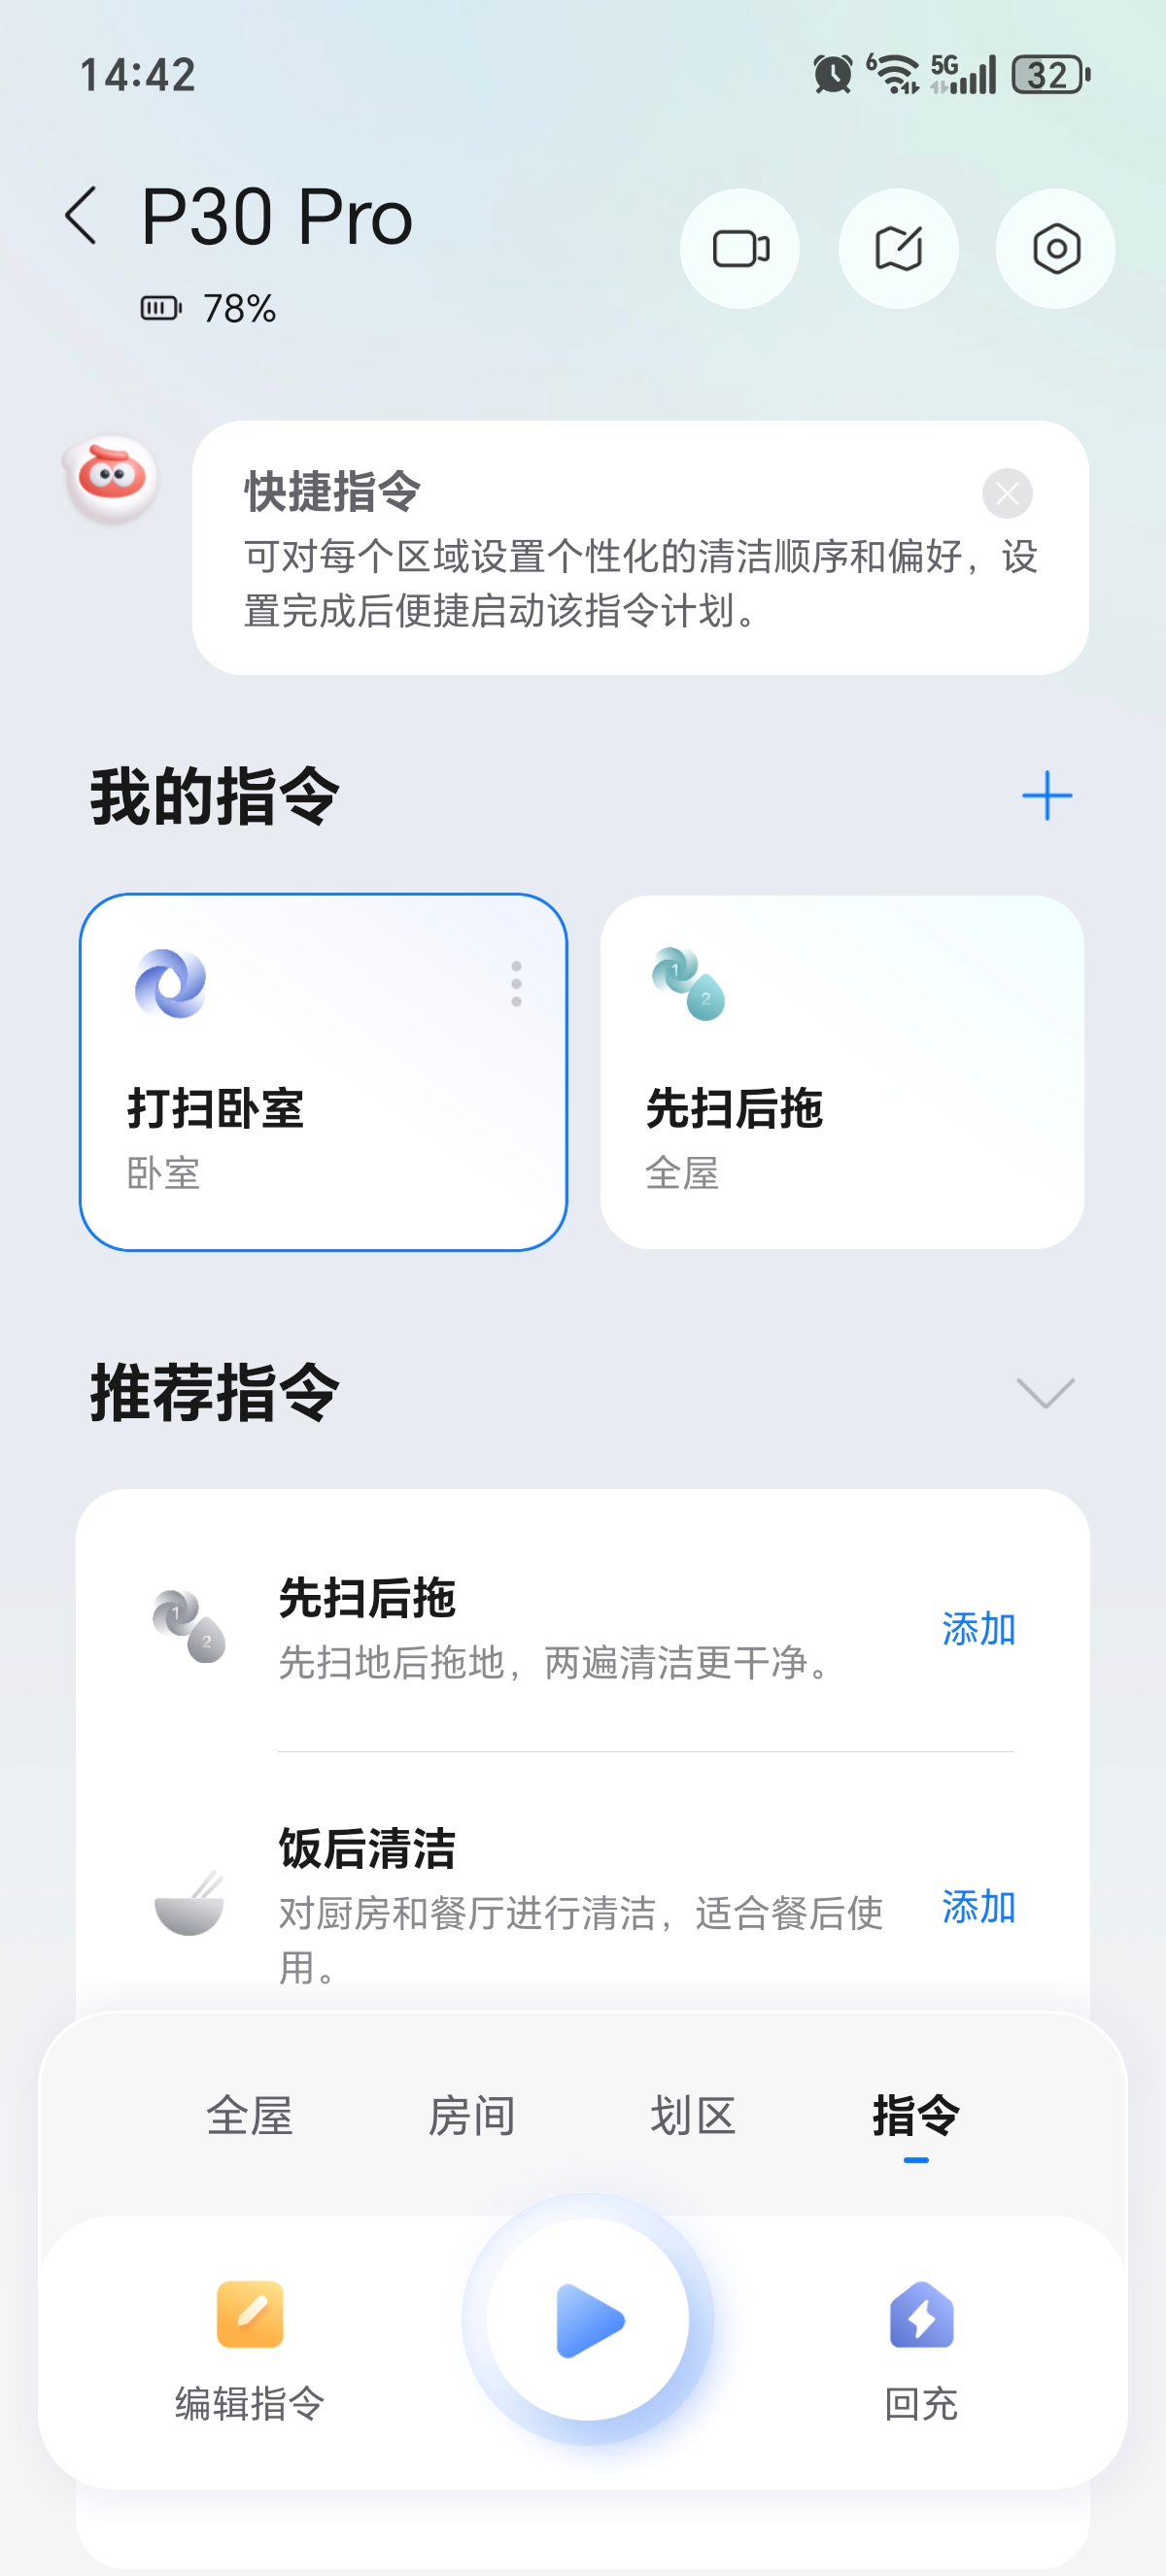 14:42
6 5G 32
P30 Pro
78%
快捷指令
可对每个区域设置个性化的清洁顺序和偏好，设
置完成后便捷启动该指令计划。
我的指令
打扫卧室
卧室
1 2
先扫后拖
全屋
推荐指令
1 2
先扫后拖
先扫地后拖地，两遍清洁更干净。
添加
饭后清洁
对厨房和餐厅进行清洁，适合餐后使
用。
添加
全屋 房间 划区 指令
编辑指令
回充